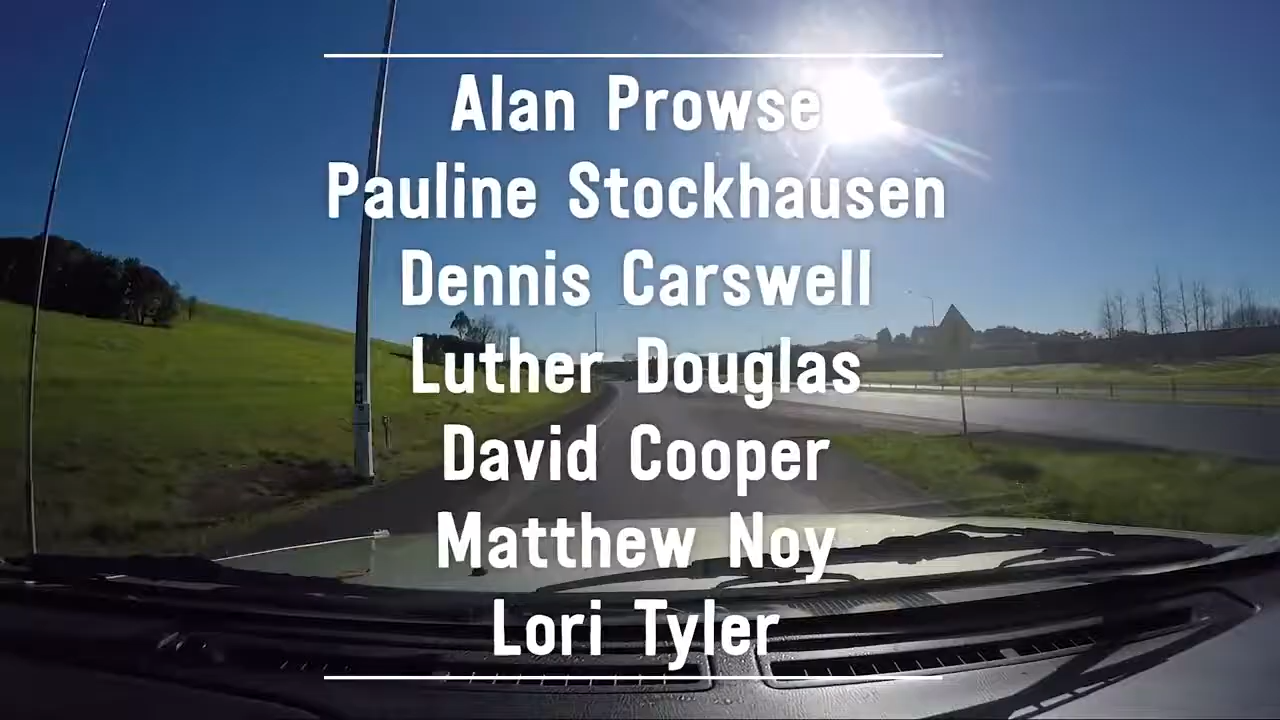 Alan Prowse
Pauline Stockhausen
Dennis Carswell
Luther Douglas
David Cooper
Matthew Noy
Lori Tyler